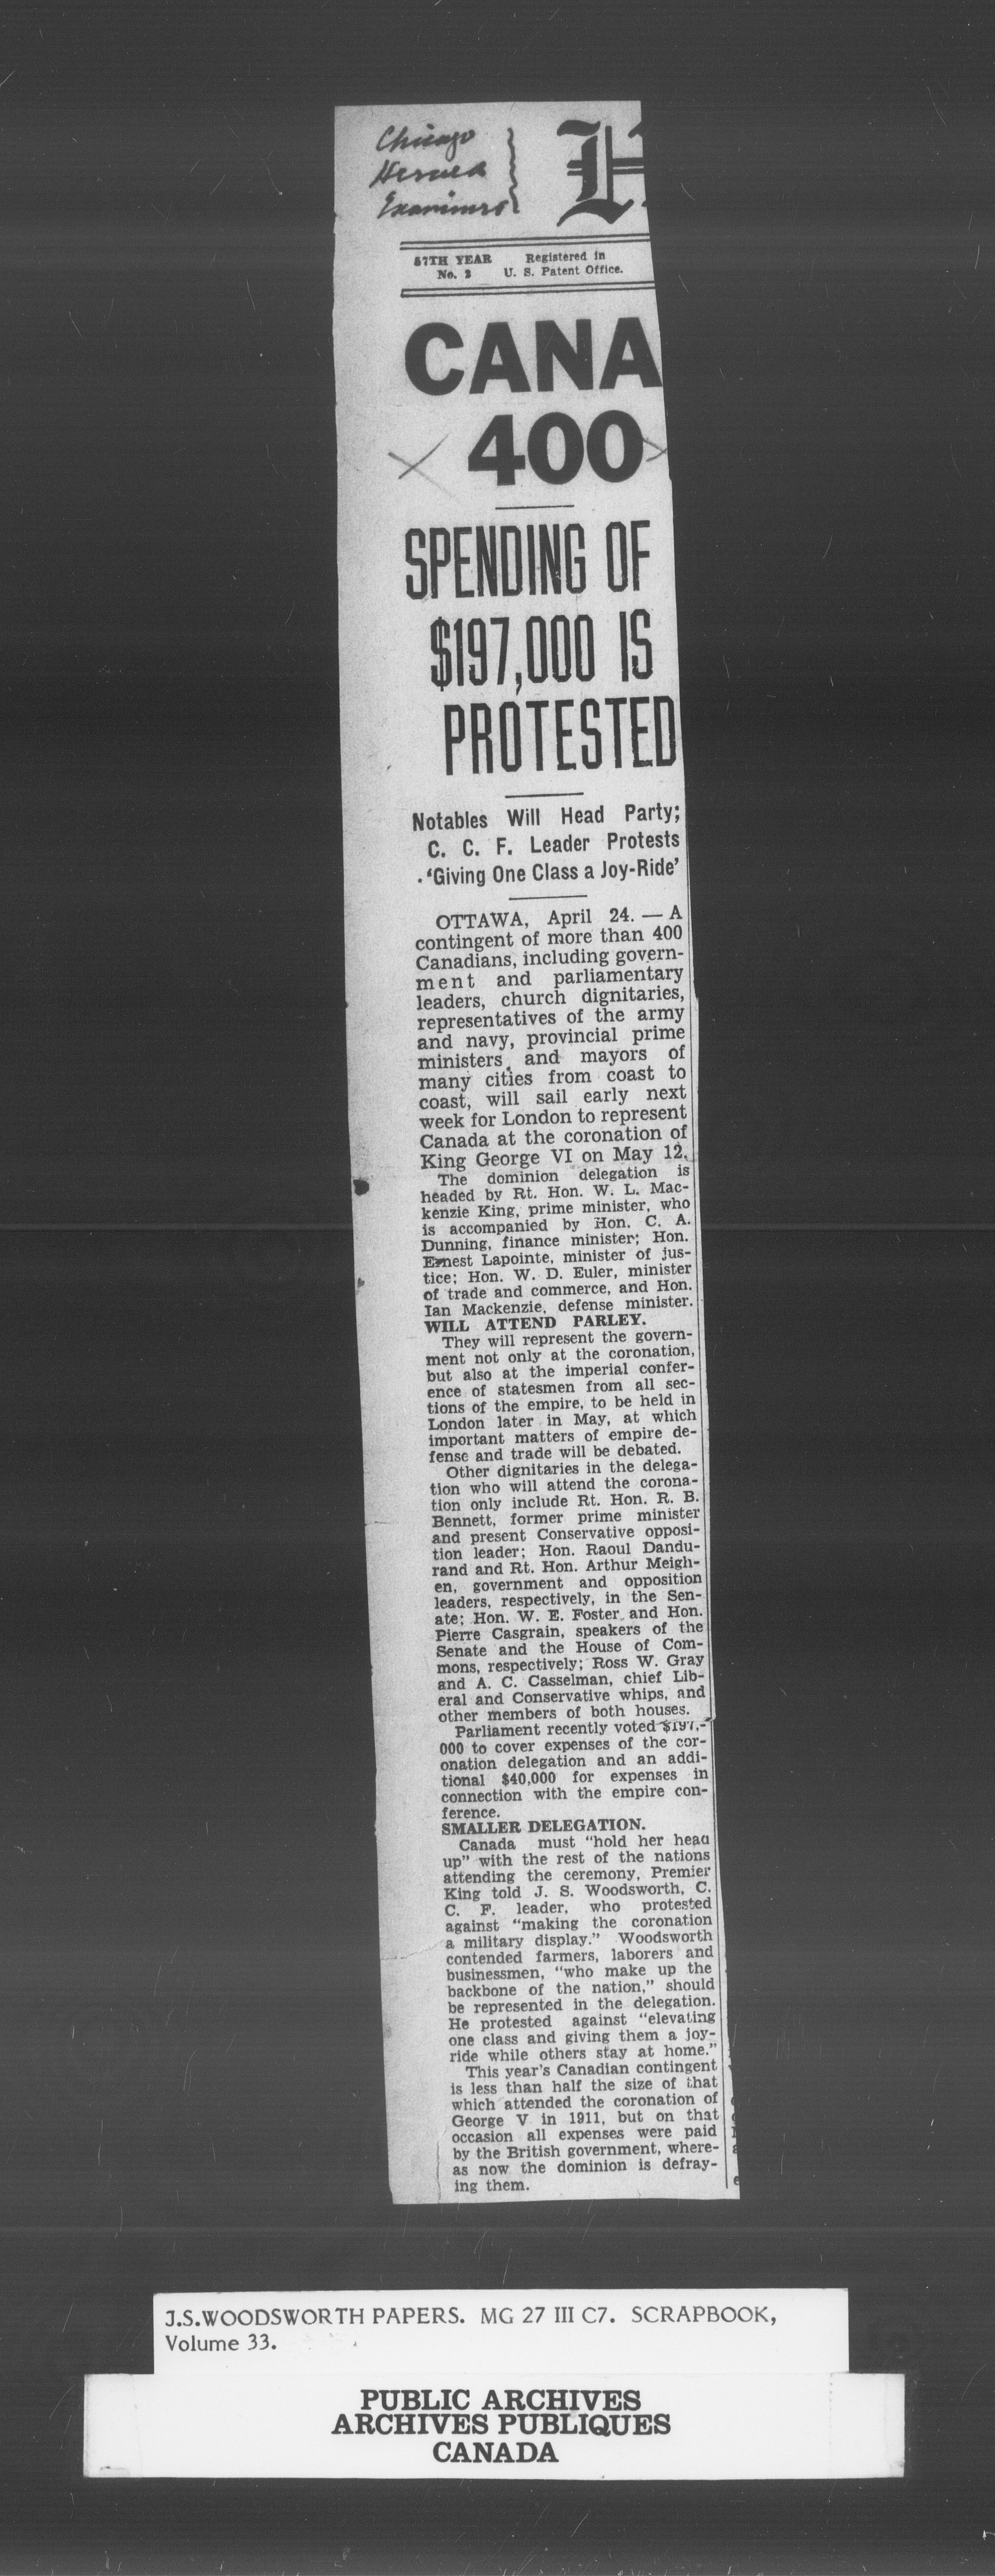 Chicago
Herald
Examiner
H
57TH YEAR Registered in
No. 2 U. S. Patent Office.
CANA
400
SPENDING OF
$197,000 IS
PROTESTED
Notables Will Head Party;
C. C. F. Leader Protests
'Giving One Class a Joy-Ride'
OTTAWA, April 24. — A
contingent of more than 400
Canadians, including govern-
ment and parliamentary
leaders, church dignitaries,
representatives of the army
and navy, provincial prime
ministers, and mayors of
many cities from coast to
coast, will sail early next
week for London to represent
Canada at the coronation of
King George VI on May 12.
The dominion delegation is
headed by Rt. Hon. W. L. Mac-
kenzie King, prime minister, who
is accompanied by Hon. C. A.
Dunning, finance minister; Hon.
Ernest Lapointe, minister of jus-
tice; Hon. W. D. Euler, minister
of trade and commerce, and Hon.
Ian Mackenzie, defense minister.
WILL ATTEND PARLEY.
They will represent the govern-
ment not only at the coronation,
but also at the imperial confer-
ence of statesmen from all sec-
tions of the empire, to be held in
London later in May, at which
important matters of empire de-
fense and trade will be debated.
Other dignitaries in the delega-
tion who will attend the corona-
tion only include Rt. Hon. R. B.
Bennett, former prime minister
and present Conservative opposi-
tion leader; Hon. Raoul Dandu-
rand and Rt. Hon. Arthur Meigh-
en, government and opposition
leaders, respectively, in the Sen-
ate; Hon. W. E. Foster and Hon.
Pierre Casgrain, speakers of the
Senate and the House of Com-
mons, respectively; Ross W. Gray
and A. C. Casselman, chief Lib-
eral and Conservative whips, and
other members of both houses.
Parliament recently voted $197,-
000 to cover expenses of the cor-
onation delegation and an addi-
tional $40,000 for expenses in
connection with the empire con-
ference.
SMALLER DELEGATION.
Canada must "hold her head
up" with the rest of the nations
attending the ceremony, Premier
King told J. S. Woodsworth, C.
C. F. leader, who protested
against "making the coronation
a military display." Woodsworth
contended farmers, laborers and
businessmen, "who make up the
backbone of the nation," should
be represented in the delegation.
He protested against "elevating
one class and giving them a joy-
ride while others stay at home."
This year's Canadian contingent
is less than half the size of that
which attended the coronation of
George V in 1911, but on that
occasion all expenses were paid
by the British government, where-
as now the dominion is defray-
ing them.
J.S.WOODSWORTH PAPERS. MG 27 III C7. SCRAPBOOK,
Volume 33.
PUBLIC ARCHIVES
ARCHIVES PUBLIQUES
CANADA